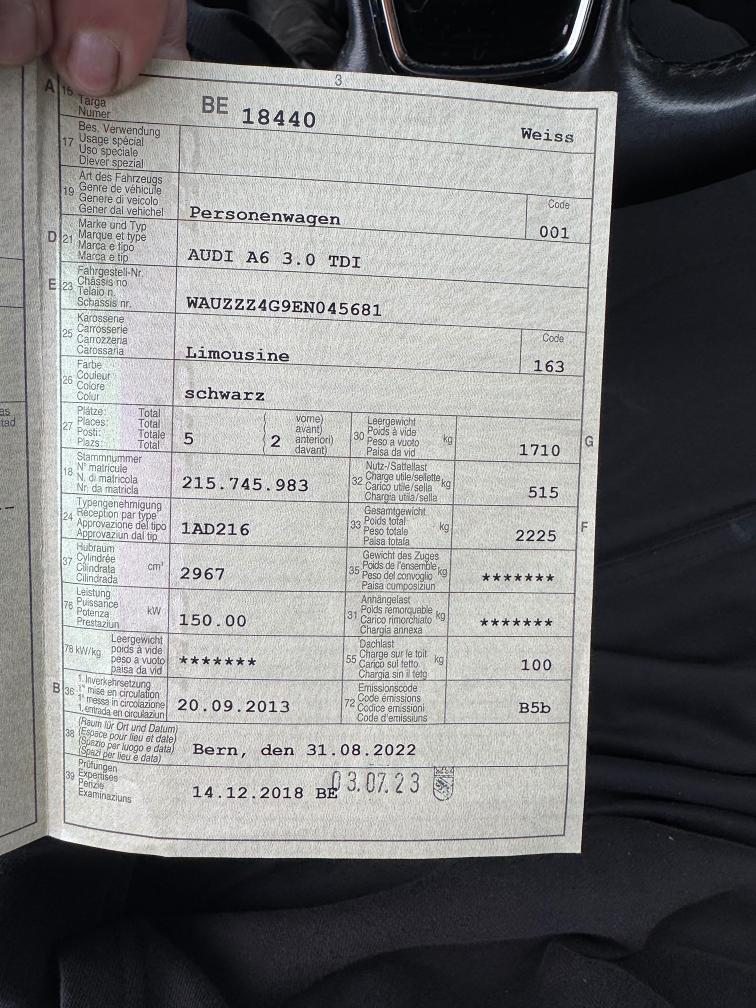 3
A 15 Targa BE 18440 Weiss
Numer
17 Bes. Verwendung
Usage spécial
Uso speciale
Diever spezial
19 Art des Fahrzeugs
Genre de véhicule
Genere di veicolo
Gener dal vehichel
Personenwagen
Code
001
D 21 Marke und Typ
Marque et type
Marca e tipo
Marca e tip
AUDI A6 3.0 TDI
E 23 Fahrgestell-Nr.
Châssis no
Telaio n.
Schassis nr.
WAUZZZ4G9EN045681
25 Karosserie
Carrosserie
Carrozzeria
Carossaria
Limousine
Code
163
26 Farbe
Couleur
Colore
Colur
schwarz
27 Plätze: Total
Places: Total
Posti: Totale
Plazs: Total
5
2
vorne)
avant)
anteriori)
davant)
30 Leergewicht
Poids à vide
Peso a vuoto
Paisa da vid
kg
1710
G
18 Stammnummer
N° matricule
N. di matricola
Nr. da matricla
215.745.983
32 Nutz-/Sattellast
Charge utile/sellette
Carico utile/sella
Chargia utila/sella
kg
515
24 Typengenehmigung
Réception par type
Approvazione del tipo
Approvaziun dal tip
1AD216
33 Gesamtgewicht
Poids total
Peso totale
Paisa totala
kg
2225
F
37 Hubraum
Cylindrée
Cilindrata
Cilindrada
cm³
2967
35 Gewicht des Zuges
Poids de l'ensemble
Peso del convoglio
Paisa cumposiziun
kg
*******
76 Leistung
Puissance
Potenza
Prestaziun
kW
150.00
31 Anhängelast
Poids remorquable
Carico rimorchiato
Chargia annexa
kg
*******
78 kW/kg
Leergewicht
poids à vide
peso a vuoto
paisa da vid
*******
55 Dachlast
Charge sur le toit
Carico sul tetto
Chargia sin il tetg
kg
100
B 36 1. Inverkehrsetzung
1re mise en circulation
1a messa in circolazione
1. entrada en circulaziun
20.09.2013
72 Emissionscode
Code émissions
Codice emissioni
Code d'emissiuns
B5b
38 (Raum für Ort und Datum)
(Espace pour lieu et date)
(Spazio per luogo e data)
(Spazi per lieu e data)
Bern, den 31.08.2022
39 Prüfungen
Expertises
Perizie
Examinaziuns
14.12.2018 BE
03.07.23
as
tad